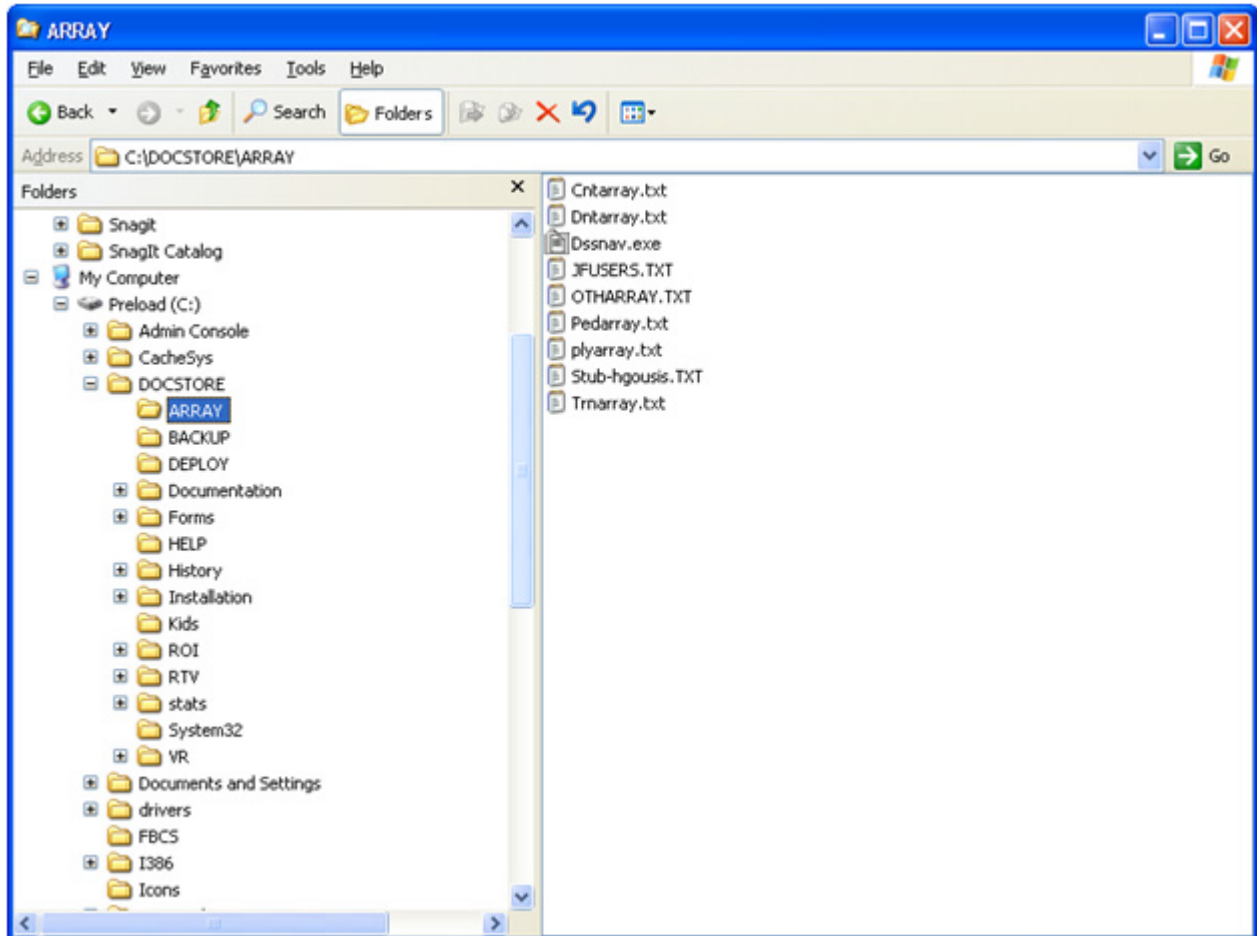 ARRAY
File Edit View Favorites Tools Help
Back Search Folders
Address C:\DOCSTORE\ARRAY Go
Folders
Snagit
SnagIt Catalog
My Computer
Preload (C:)
Admin Console
CacheSys
DOCSTORE
ARRAY
BACKUP
DEPLOY
Documentation
Forms
HELP
History
Installation
Kids
ROI
RTV
stats
System32
VR
Documents and Settings
drivers
FBCS
I386
Icons
Cntarray.txt
Dntarray.txt
Dssnav.exe
JFUSERS.TXT
OTHARRAY.TXT
Pedarray.txt
plyarray.txt
Stub-hgousis.TXT
Trnarray.txt